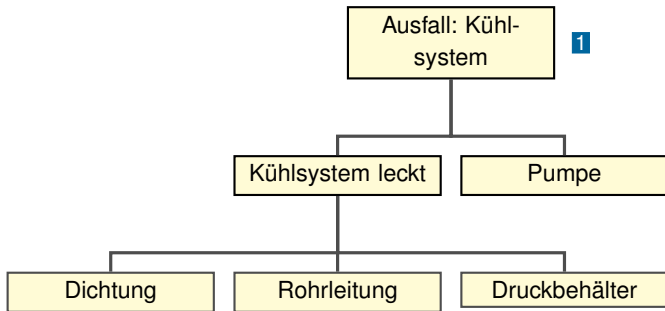 Ausfall: Kühl-
system
1
Kühlsystem leckt
Pumpe
Dichtung
Rohrleitung
Druckbehälter